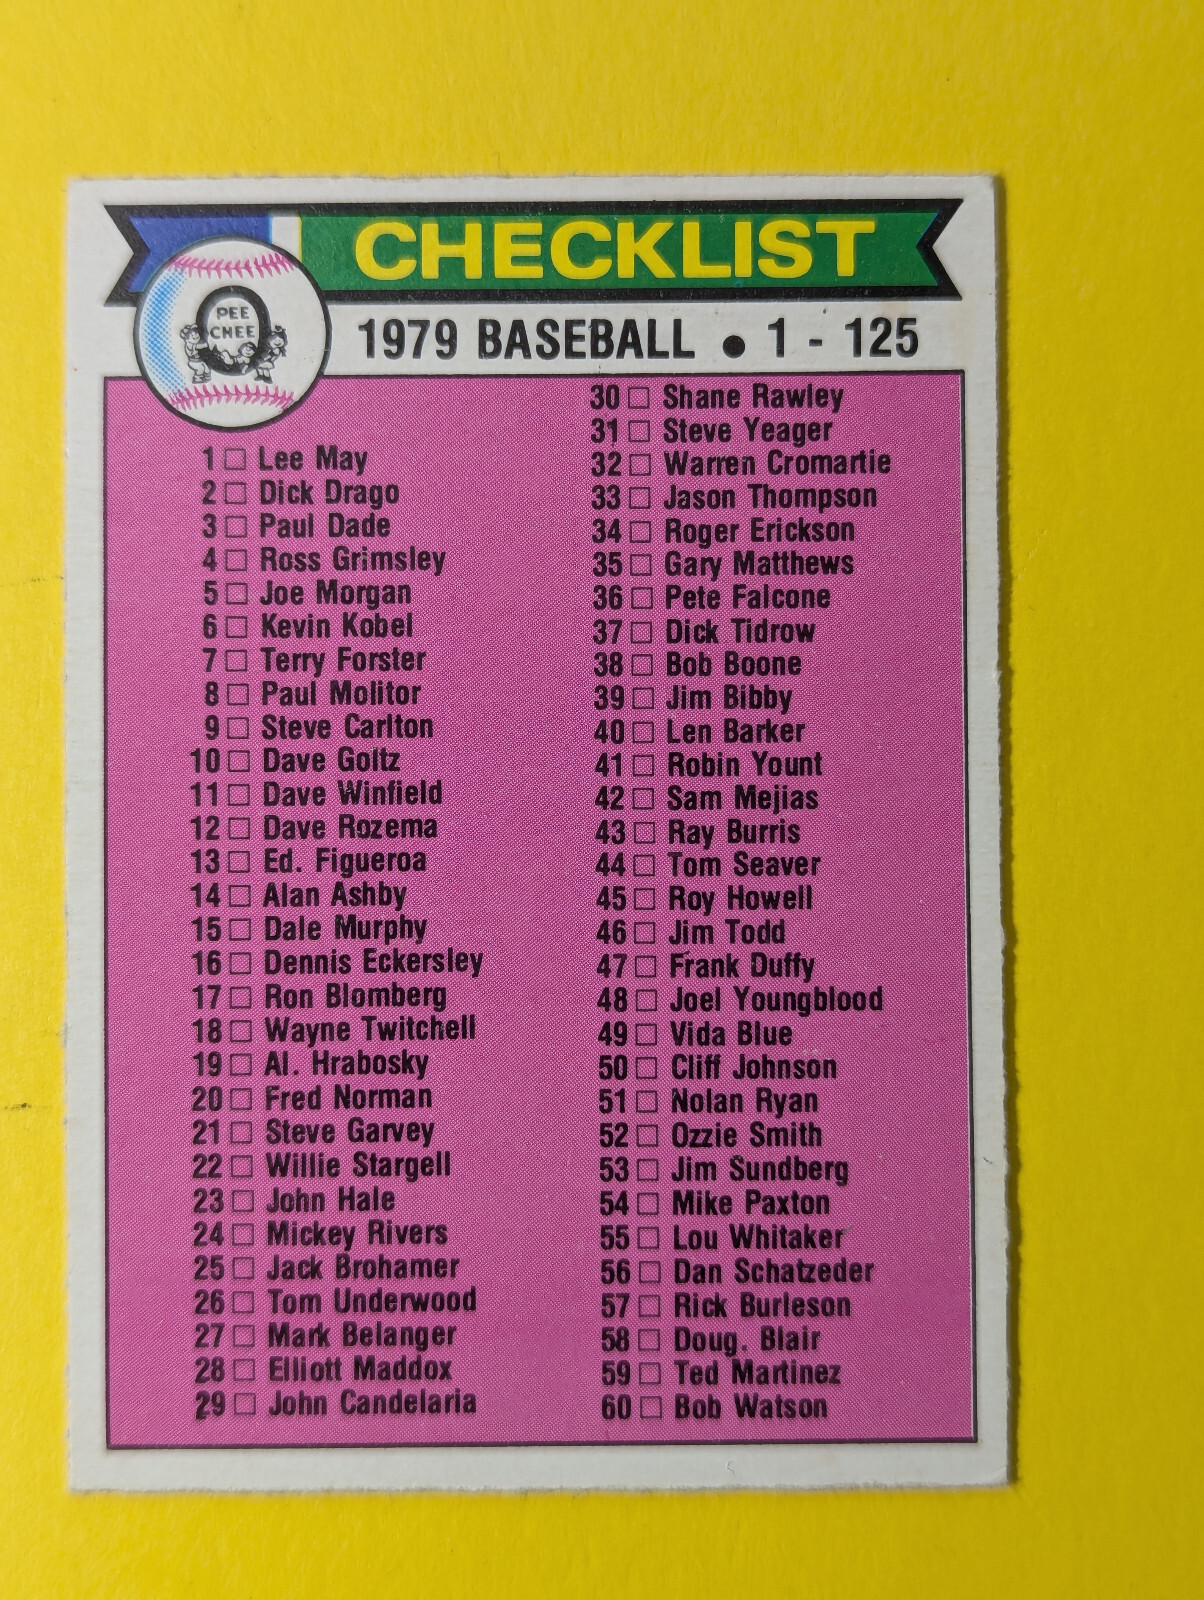 CHECKLIST
PEE
CHEE
1979 BASEBALL • 1 - 125
1 □ Lee May
2 □ Dick Drago
3 □ Paul Dade
4 □ Ross Grimsley
5 □ Joe Morgan
6 □ Kevin Kobel
7 □ Terry Forster
8 □ Paul Molitor
9 □ Steve Carlton
10 □ Dave Goltz
11 □ Dave Winfield
12 □ Dave Rozema
13 □ Ed. Figueroa
14 □ Alan Ashby
15 □ Dale Murphy
16 □ Dennis Eckersley
17 □ Ron Blomberg
18 □ Wayne Twitchell
19 □ Al. Hrabosky
20 □ Fred Norman
21 □ Steve Garvey
22 □ Willie Stargell
23 □ John Hale
24 □ Mickey Rivers
25 □ Jack Brohamer
26 □ Tom Underwood
27 □ Mark Belanger
28 □ Elliott Maddox
29 □ John Candelaria
30 □ Shane Rawley
31 □ Steve Yeager
32 □ Warren Cromartie
33 □ Jason Thompson
34 □ Roger Erickson
35 □ Gary Matthews
36 □ Pete Falcone
37 □ Dick Tidrow
38 □ Bob Boone
39 □ Jim Bibby
40 □ Len Barker
41 □ Robin Yount
42 □ Sam Mejias
43 □ Ray Burris
44 □ Tom Seaver
45 □ Roy Howell
46 □ Jim Todd
47 □ Frank Duffy
48 □ Joel Youngblood
49 □ Vida Blue
50 □ Cliff Johnson
51 □ Nolan Ryan
52 □ Ozzie Smith
53 □ Jim Sundberg
54 □ Mike Paxton
55 □ Lou Whitaker
56 □ Dan Schatzeder
57 □ Rick Burleson
58 □ Doug. Blair
59 □ Ted Martinez
60 □ Bob Watson